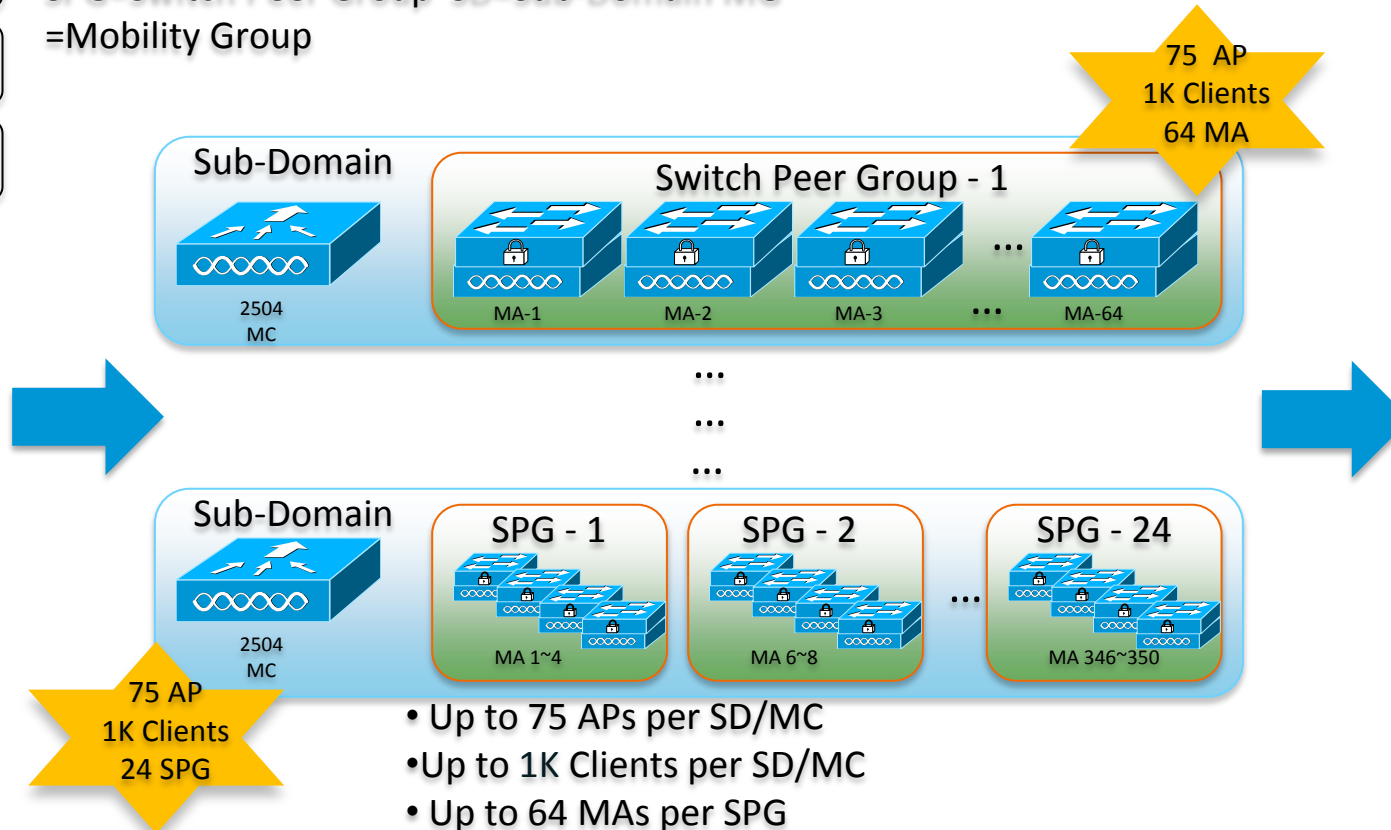 =Mobility Group
75 AP
1K Clients
64 MA
Sub-Domain
Switch Peer Group - 1
...
2504
MC
MA-1
MA-2
MA-3
...
MA-64
...
...
...
Sub-Domain
SPG - 1
SPG - 2
SPG - 24
...
2504
MC
MA 1~4
MA 6~8
MA 346~350
75 AP
1K Clients
24 SPG
• Up to 75 APs per SD/MC
•Up to 1K Clients per SD/MC
• Up to 64 MAs per SPG